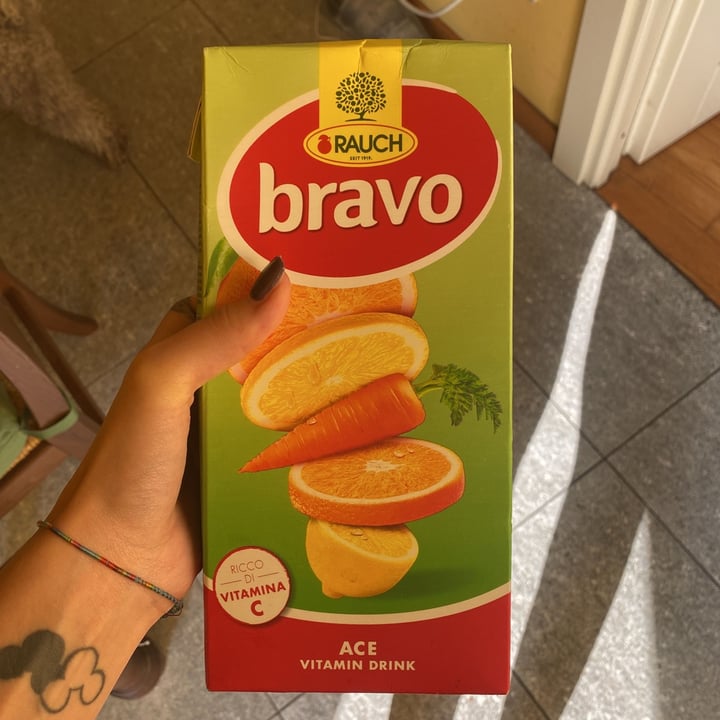 RAUCH
SEIT 1919.
bravo
RICCO
DI
VITAMINA
C
ACE
VITAMIN DRINK